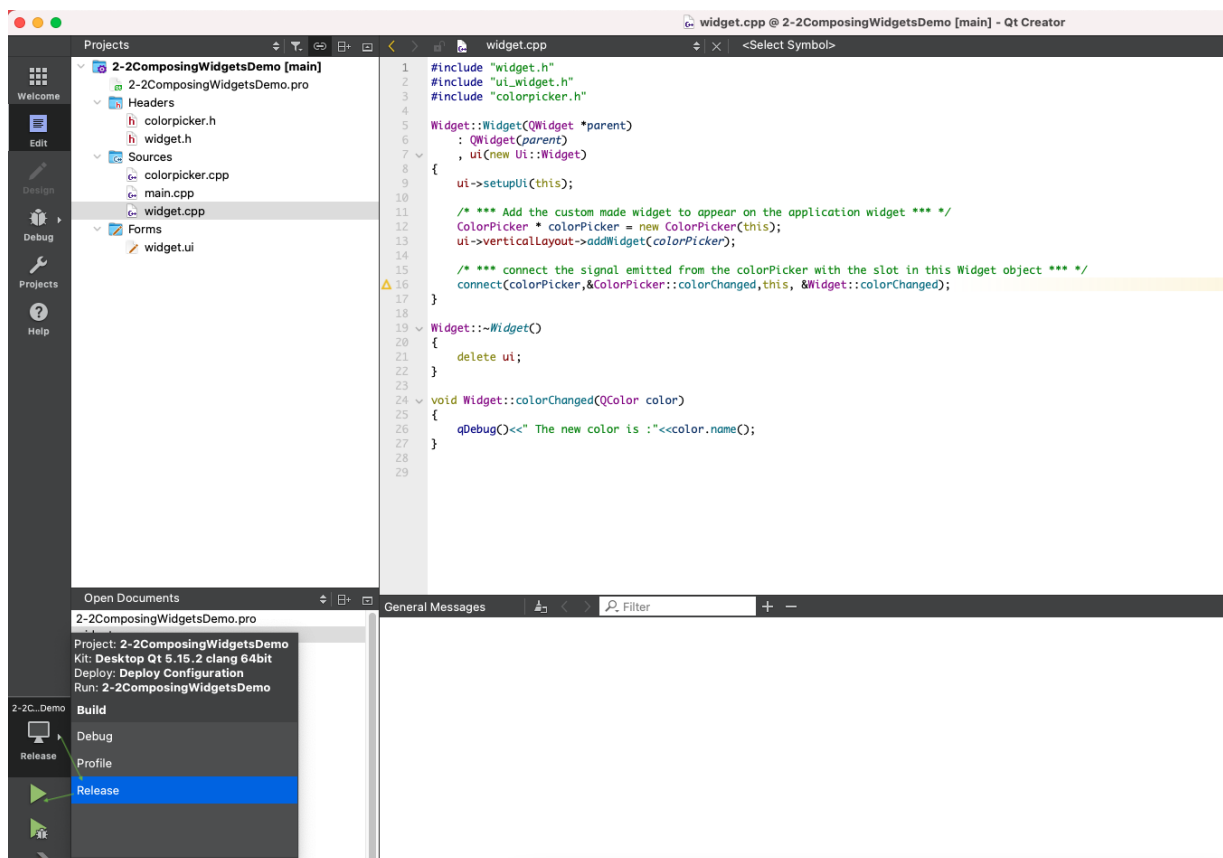 widget.cpp @ 2-2ComposingWidgetsDemo [main] - Qt Creator
Projects
widget.cpp
<Select Symbol>
Welcome
Edit
Design
Debug
Projects
Help
2-2ComposingWidgetsDemo [main]
2-2ComposingWidgetsDemo.pro
Headers
colorpicker.h
widget.h
Sources
colorpicker.cpp
main.cpp
widget.cpp
Forms
widget.ui
1 #include "widget.h"
2 #include "ui_widget.h"
3 #include "colorpicker.h"
4
5 Widget::Widget(QWidget *parent)
6 : QWidget(parent)
7 , ui(new Ui::Widget)
8 {
9 ui->setupUi(this);
10
11 /* *** Add the custom made widget to appear on the application widget *** */
12 ColorPicker * colorPicker = new ColorPicker(this);
13 ui->verticalLayout->addWidget(colorPicker);
14
15 /* *** connect the signal emitted from the colorPicker with the slot in this Widget object *** */
16 connect(colorPicker,&ColorPicker::colorChanged,this, &Widget::colorChanged);
17 }
18
19 Widget::~Widget()
20 {
21 delete ui;
22 }
23
24 void Widget::colorChanged(QColor color)
25 {
26 qDebug()<<" The new color is :"<<color.name();
27 }
28
29
Open Documents
2-2ComposingWidgetsDemo.pro
General Messages
Filter
Project: 2-2ComposingWidgetsDemo
Kit: Desktop Qt 5.15.2 clang 64bit
Deploy: Deploy Configuration
Run: 2-2ComposingWidgetsDemo
Build
Debug
Profile
Release
2-2C...Demo
Release